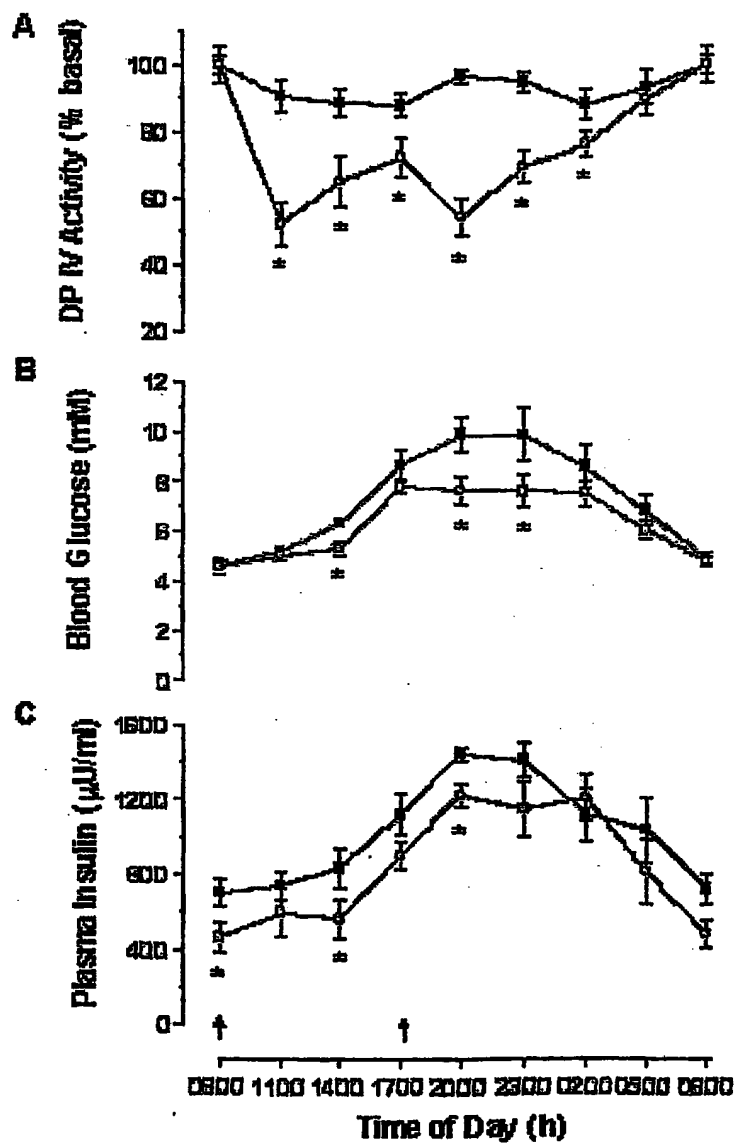 A
DP IV Activity (% basal)
100
80
60
40
20
* * * * * *
B
Blood Glucose (mM)
12
10
8
6
4
2
0
* * *
C
Plasma Insulin (µU/ml)
1600
1200
800
400
0
* * *
† †
0800 1100 1400 1700 2000 2300 0200 0500 0800
Time of Day (h)